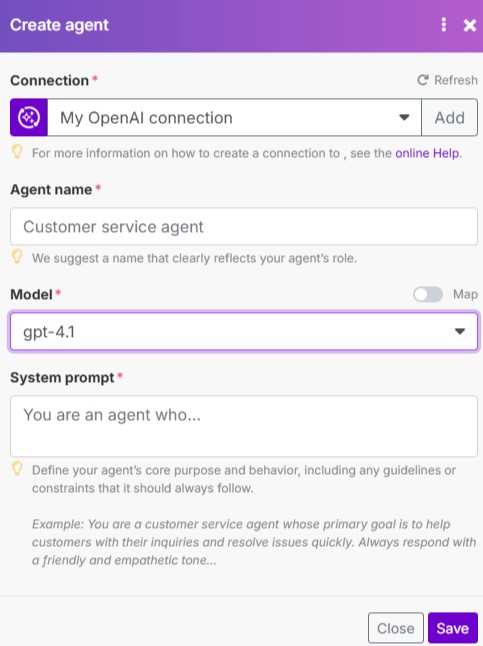 Create agent
Connection *
Refresh
My OpenAI connection
Add
For more information on how to create a connection to , see the online Help.
Agent name *
Customer service agent
We suggest a name that clearly reflects your agent's role.
Model *
Map
gpt-4.1
System prompt *
You are an agent who...
Define your agent's core purpose and behavior, including any guidelines or
constraints that it should always follow.
Example: You are a customer service agent whose primary goal is to help
customers with their inquiries and resolve issues quickly. Always respond with
a friendly and empathetic tone...
Close
Save